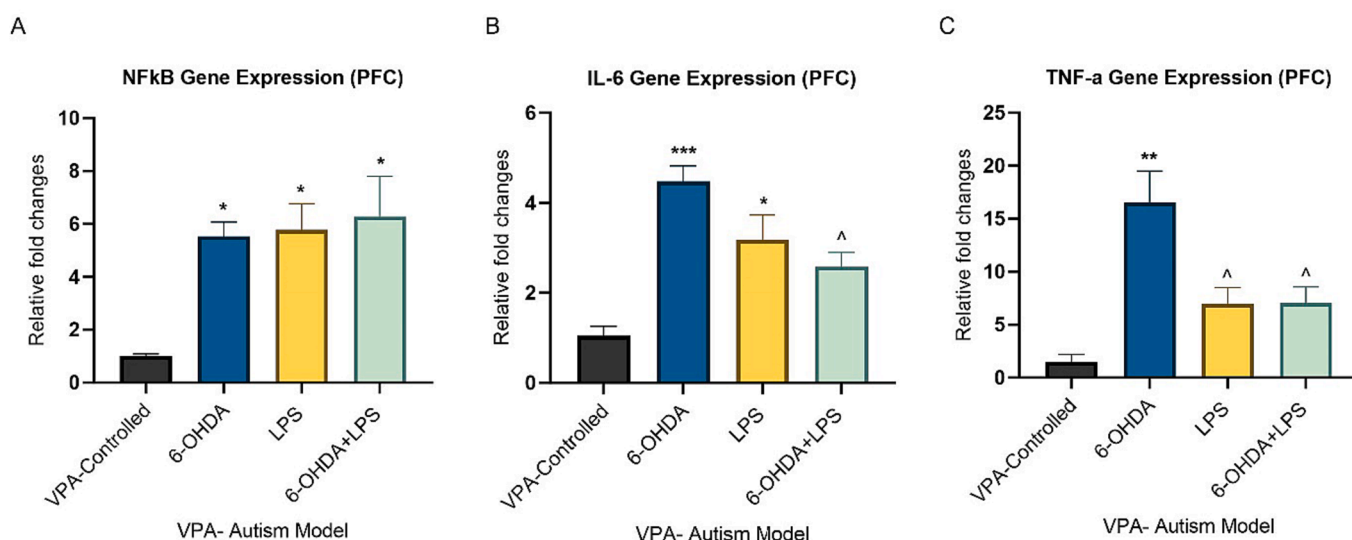 A
NFkB Gene Expression (PFC)
Relative fold changes
10
8
6
4
2
0
*
*
*
VPA-Controlled
6-OHDA
LPS
6-OHDA+LPS
VPA- Autism Model
B
IL-6 Gene Expression (PFC)
Relative fold changes
6
4
2
0
***
*
^
VPA-Controlled
6-OHDA
LPS
6-OHDA+LPS
VPA- Autism Model
C
TNF-a Gene Expression (PFC)
Relative fold changes
25
20
15
10
5
0
**
^
^
VPA-Controlled
6-OHDA
LPS
6-OHDA+LPS
VPA- Autism Model